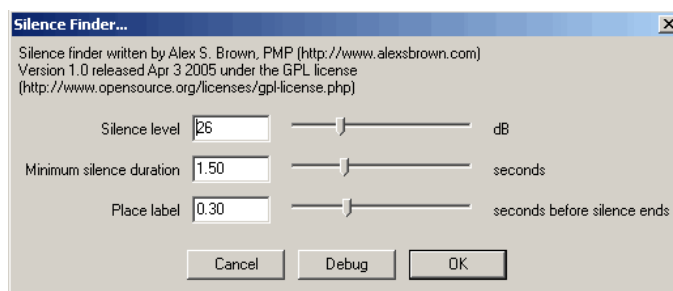 Silence Finder...
Silence finder written by Alex S. Brown, PMP (http://www.alexsbrown.com)
Version 1.0 released Apr 3 2005 under the GPL license
(http://www.opensource.org/licenses/gpl-license.php)
Silence level 26 dB
Minimum silence duration 1.50 seconds
Place label 0.30 seconds before silence ends
Cancel Debug OK